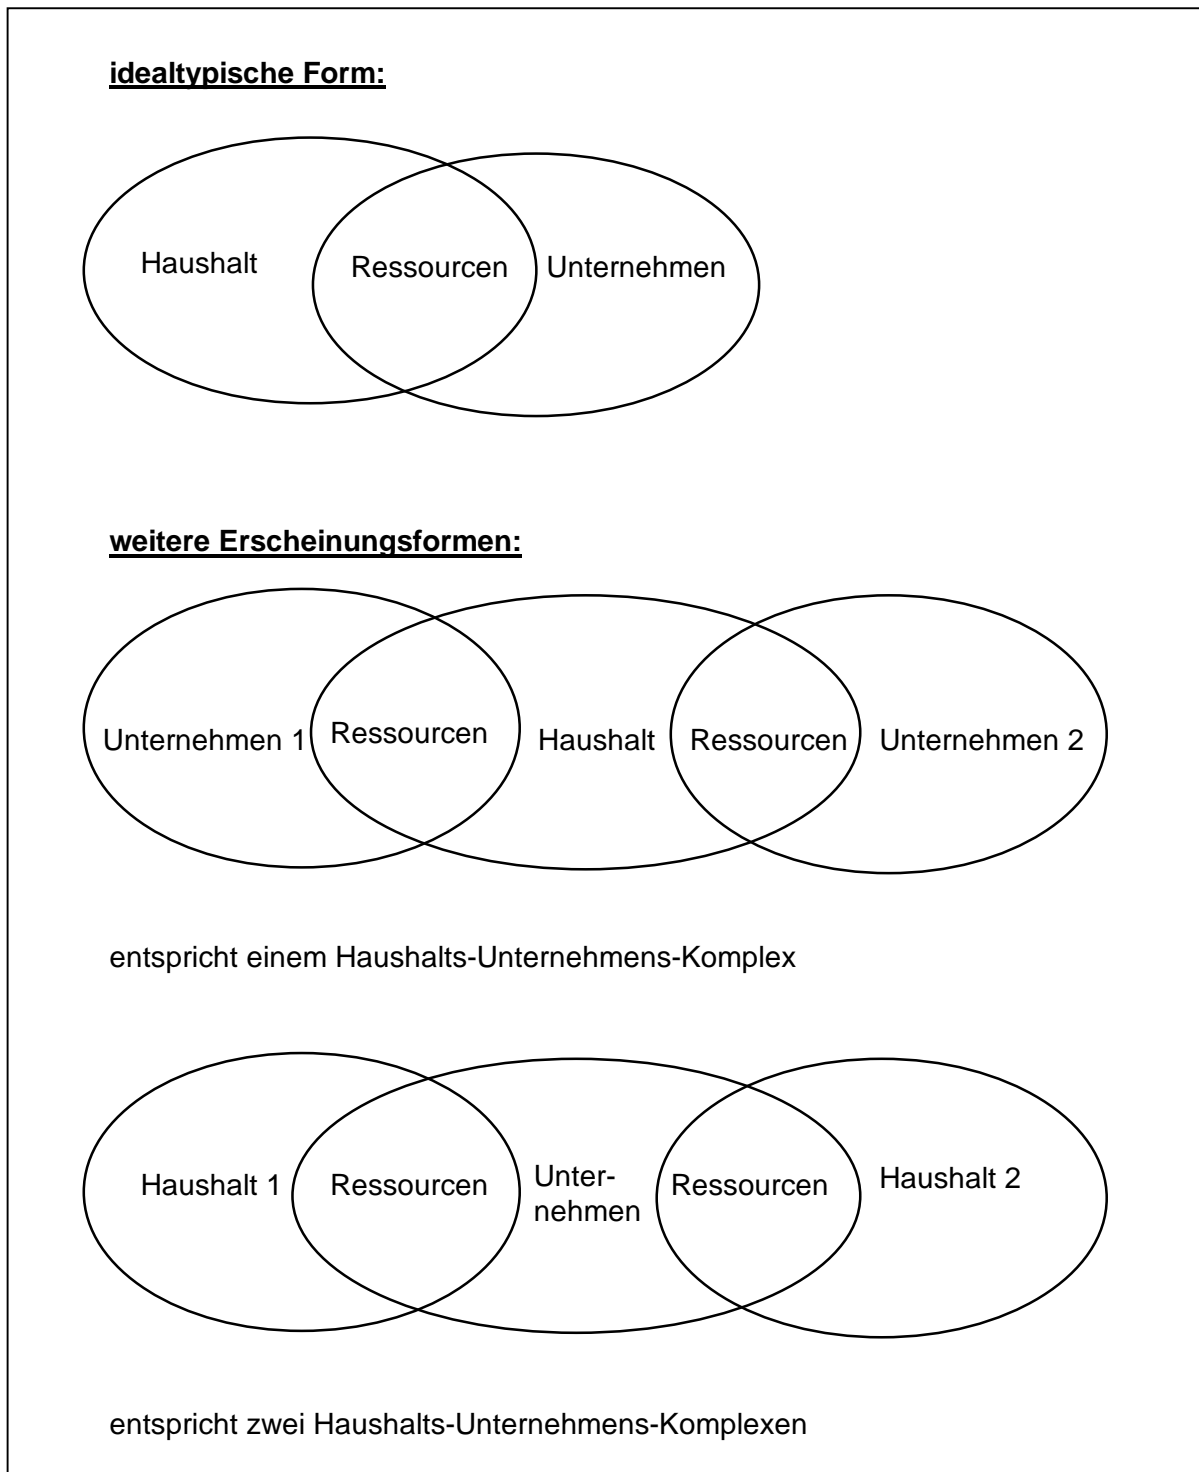 idealtypische Form:
Haushalt Ressourcen Unternehmen
weitere Erscheinungsformen:
Unternehmen 1 Ressourcen Haushalt Ressourcen Unternehmen 2
entspricht einem Haushalts-Unternehmens-Komplex
Haushalt 1 Ressourcen Unter-
nehmen Ressourcen Haushalt 2
entspricht zwei Haushalts-Unternehmens-Komplexen